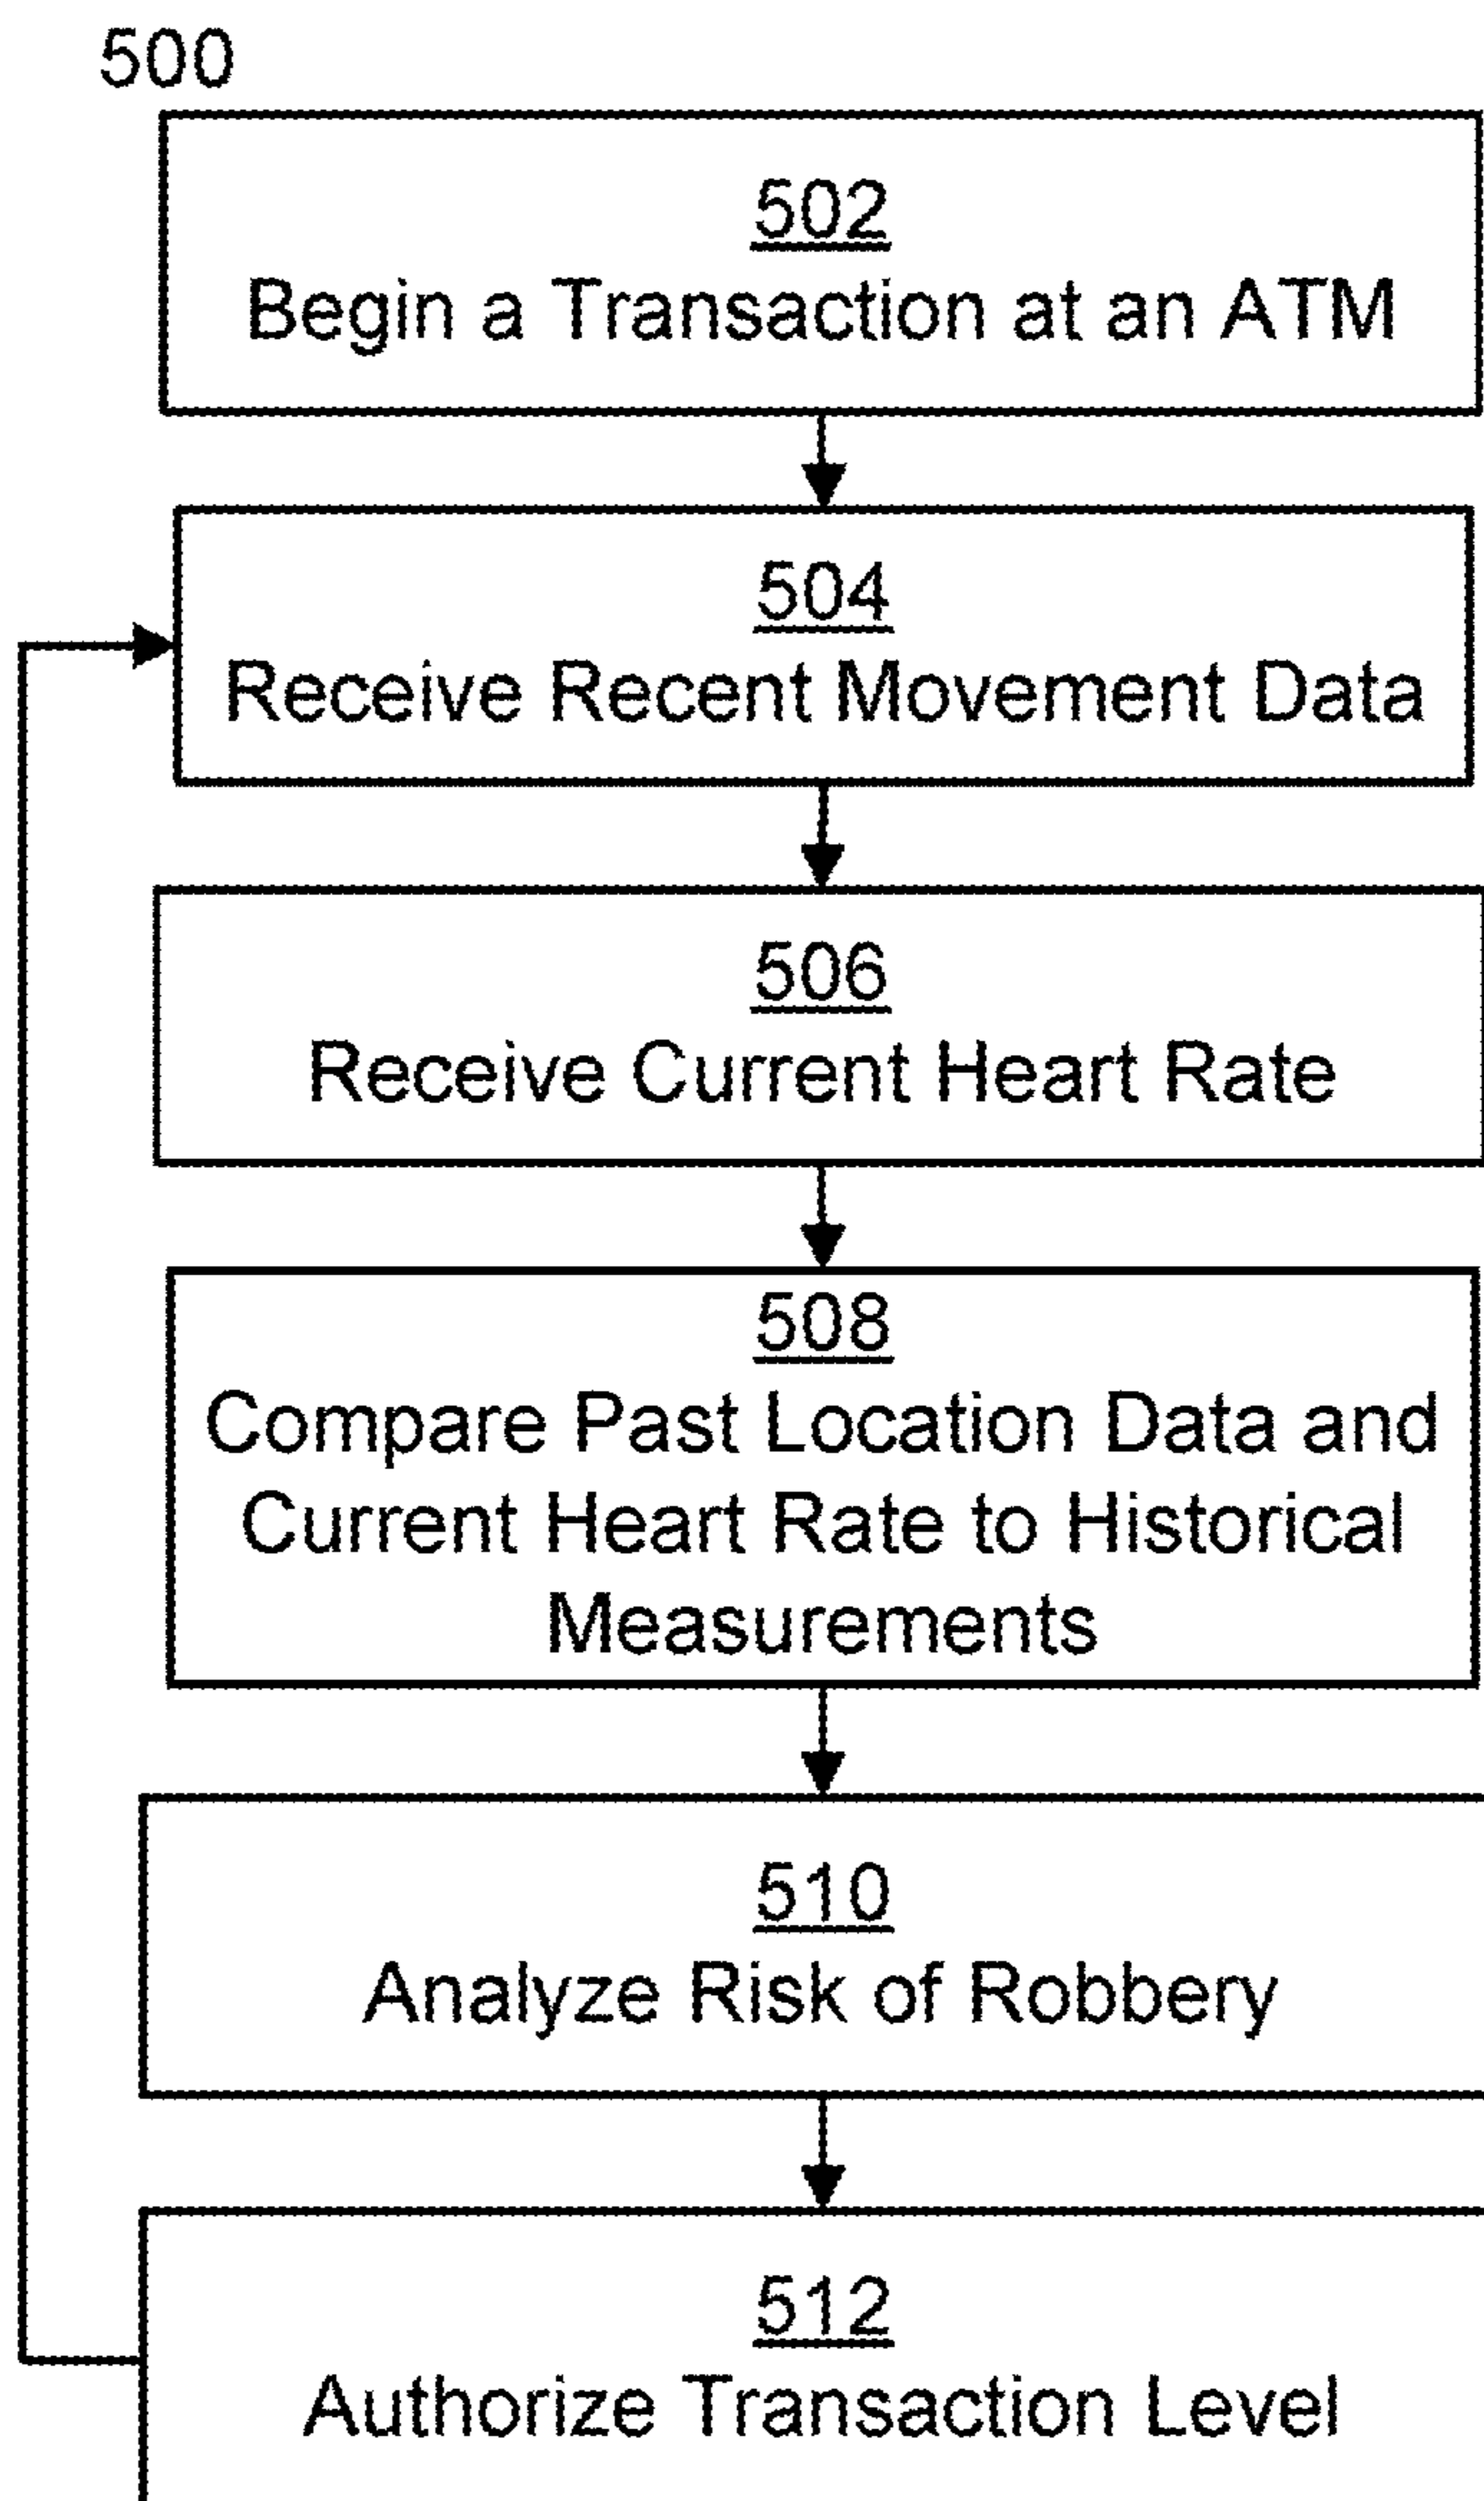 500
502
Begin a Transaction at an ATM
504
Receive Recent Movement Data
506
Receive Current Heart Rate
508
Compare Past Location Data and
Current Heart Rate to Historical
Measurements
510
Analyze Risk of Robbery
512
Authorize Transaction Level